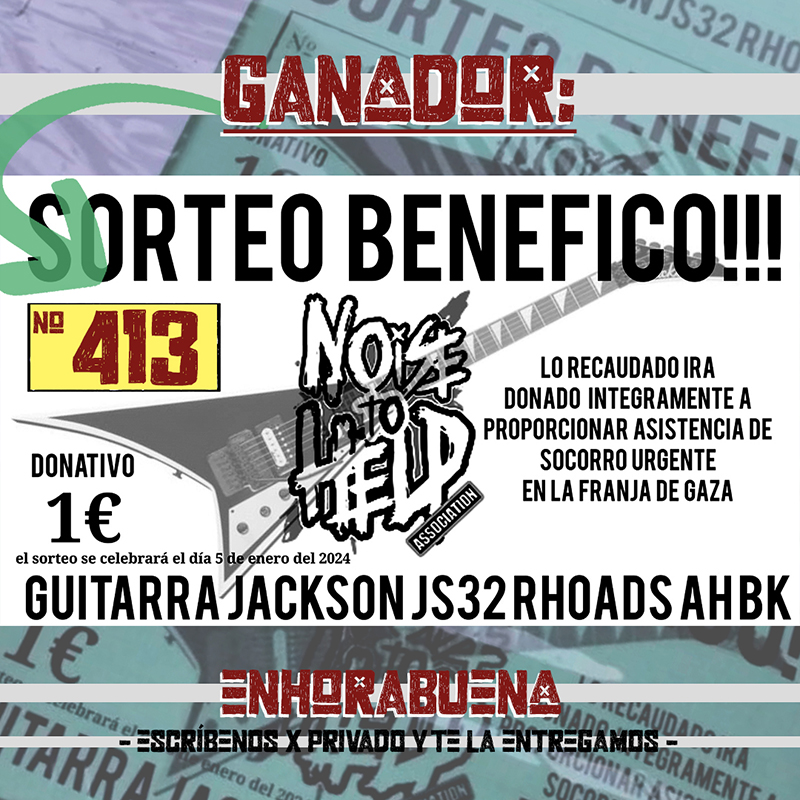 GANADOR:
SORTEO BENEFICO!!!
Nº 413
NOISE
TO
HELP
ASSOCIATION
LO RECAUDADO IRA
DONADO INTEGRAMENTE A
PROPORCIONAR ASISTENCIA DE
SOCORRO URGENTE
EN LA FRANJA DE GAZA
DONATIVO
1€
el sorteo se celebrará el día 5 de enero del 2024
GUITARRA JACKSON JS32 RHOADS AH BK
ENHORABUENA
- ESCRÍBENOS X PRIVADO Y TE LA ENTREGAMOS -